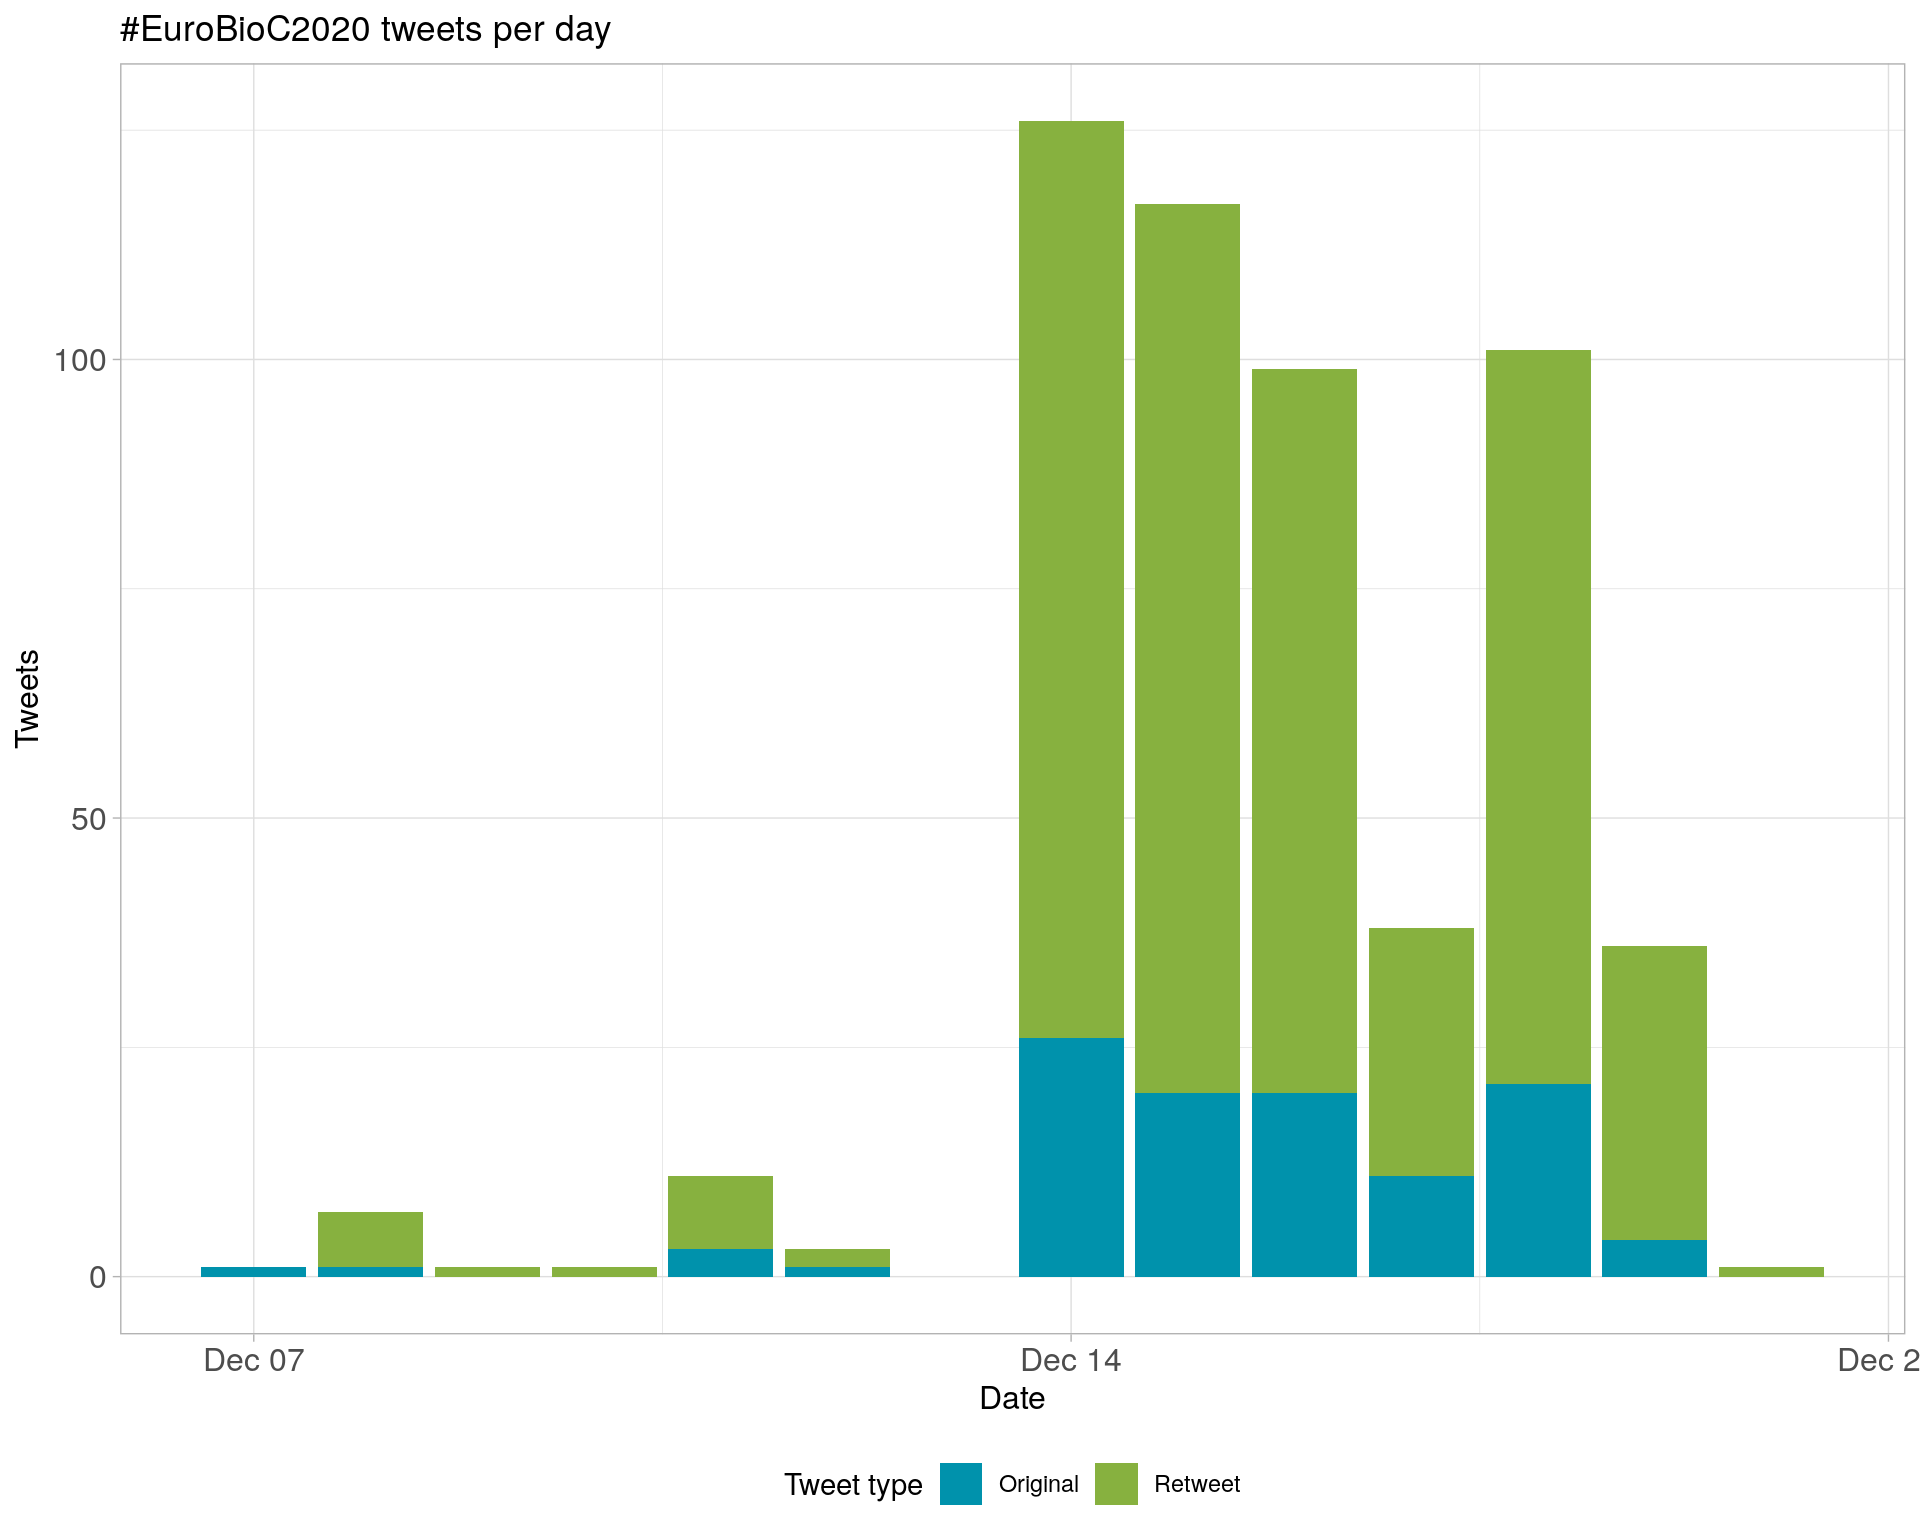 #EuroBioC2020 tweets per day
100
50
0
Tweets
Dec 07 Dec 14 Dec 2
Date
Tweet type Original Retweet